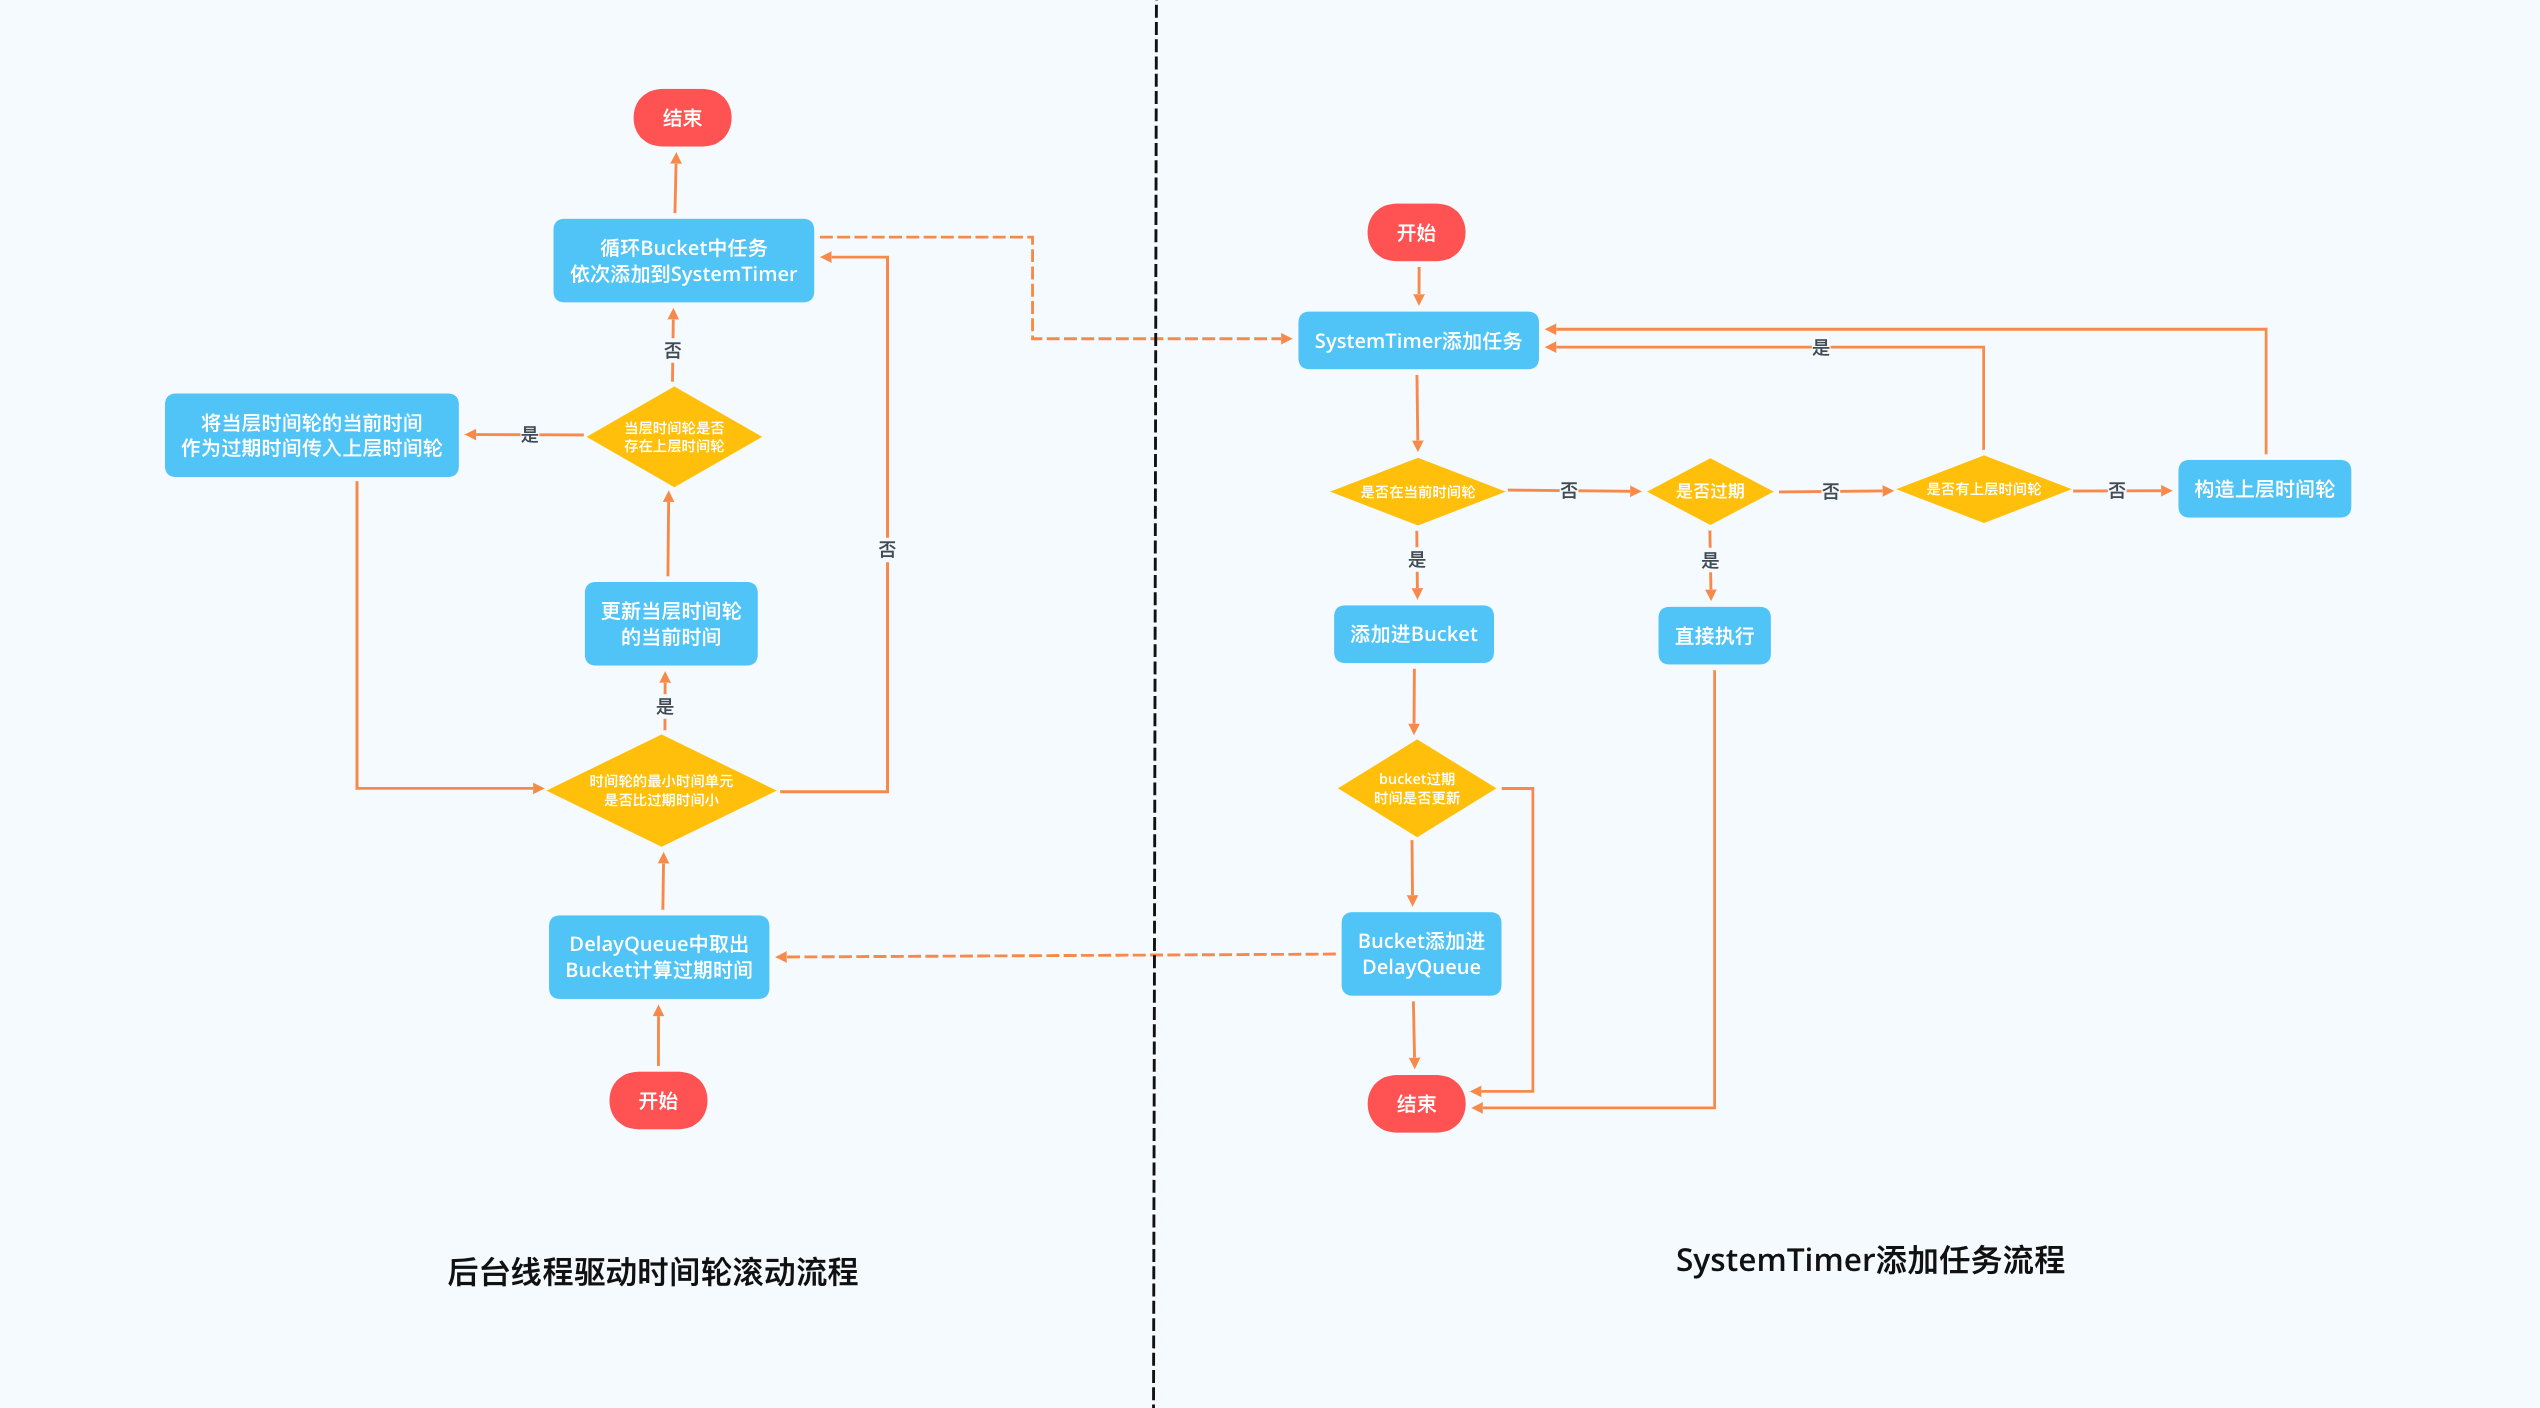 结束
循环Bucket中任务
依次添加到SystemTimer
否
当层时间轮是否
存在上层时间轮
是
将当层时间轮的当前时间
作为过期时间传入上层时间轮
否
更新当层时间轮
的当前时间
是
时间轮的最小时间单元
是否比过期时间小
DelayQueue中取出
Bucket计算过期时间
开始
后台线程驱动时间轮滚动流程
开始
SystemTimer添加任务
是
是否在当前时间轮
否
是否过期
否
是否有上层时间轮
否
构造上层时间轮
是
是
添加进Bucket
直接执行
bucket过期
时间是否更新
Bucket添加进
DelayQueue
结束
SystemTimer添加任务流程